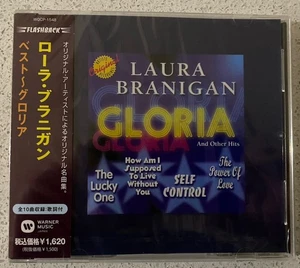 WQCP-1548
FLASHBACK
オリジナル・アーティストによるオリジナル名曲集。
ローラ・ブラニガン
ベスト〜グロリア
全10曲収録/歌詞付
WARNER MUSIC
税込価格¥1,620
LAURA
BRANIGAN
GLORIA
And Other Hits
The Lucky One
How Am I Supposed To Live Without You
SELF CONTROL
The Power Of Love